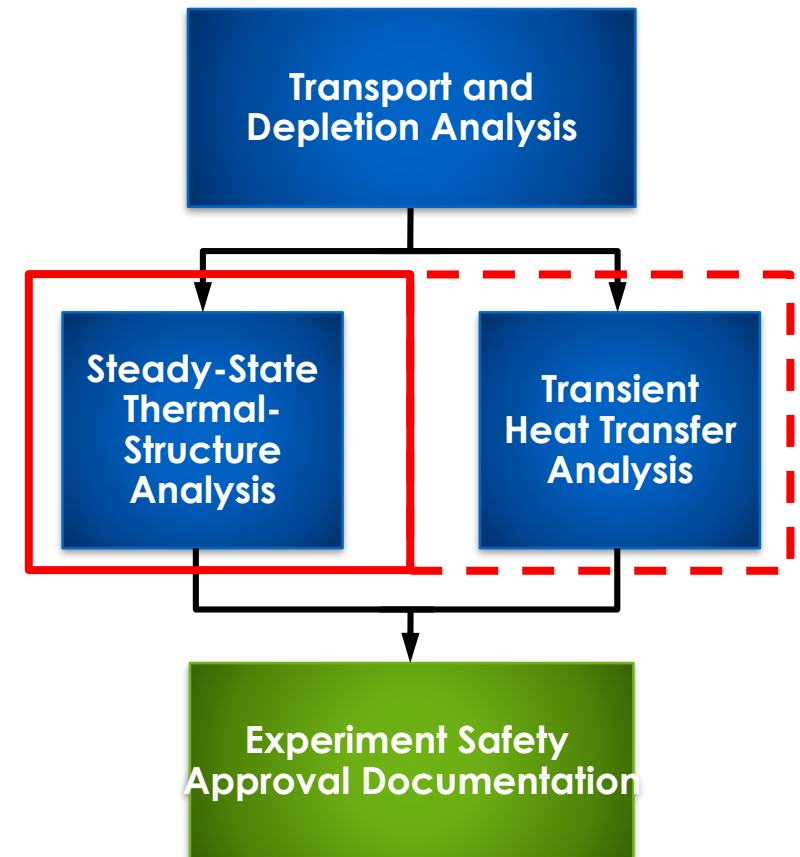 Transport and
Depletion Analysis
Steady-State
Thermal-
Structure
Analysis
Transient
Heat Transfer
Analysis
Experiment Safety
Approval Documentation